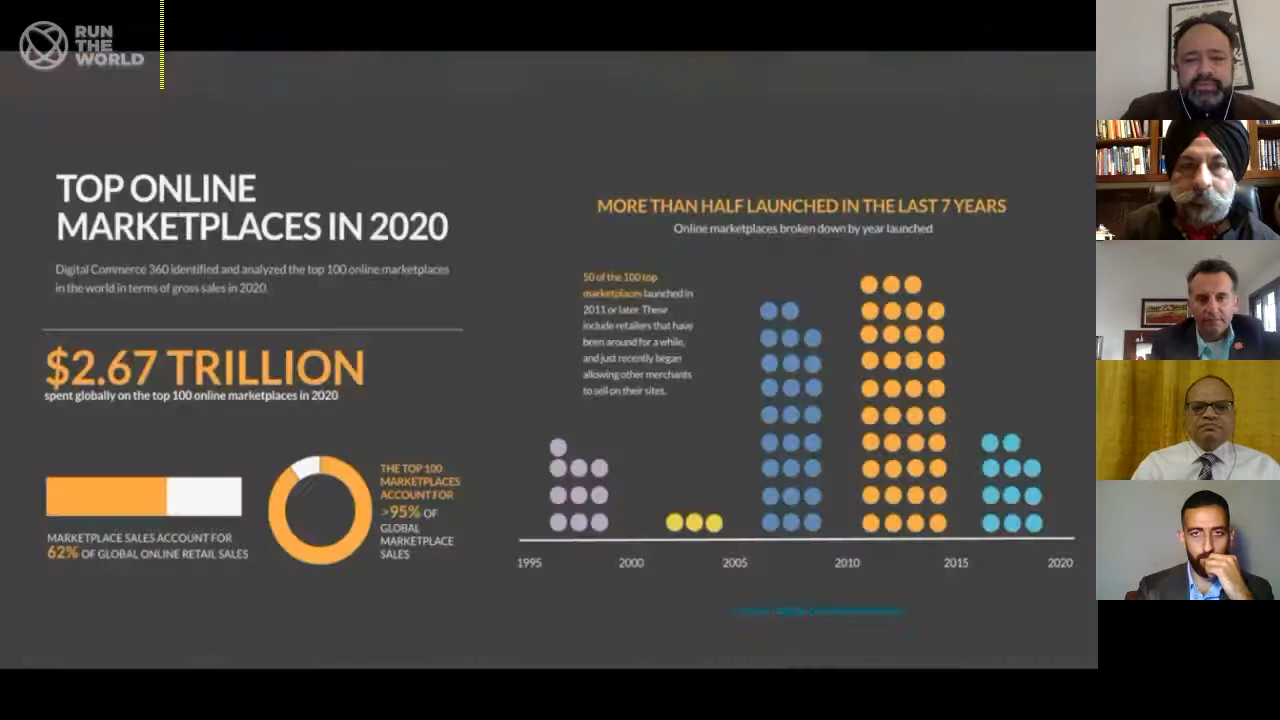 RUN
THE
WORLD
TOP ONLINE
MARKETPLACES IN 2020
Digital Commerce 360 identified and analyzed the top 100 online marketplaces
in the world in terms of gross sales in 2020.
$2.67 TRILLION
spent globally on the top 100 online marketplaces in 2020
MARKETPLACE SALES ACCOUNT FOR
62% OF GLOBAL ONLINE RETAIL SALES
THE TOP 100
MARKETPLACES
ACCOUNT FOR
>95% OF
GLOBAL
MARKETPLACE
SALES
MORE THAN HALF LAUNCHED IN THE LAST 7 YEARS
Online marketplaces broken down by year launched
50 of the 100 top
marketplaces launched in
2011 or later. These
include retailers that have
been around for a while,
and just recently began
allowing other merchants
to sell on their sites.
1995 2000 2005 2010 2015 2020